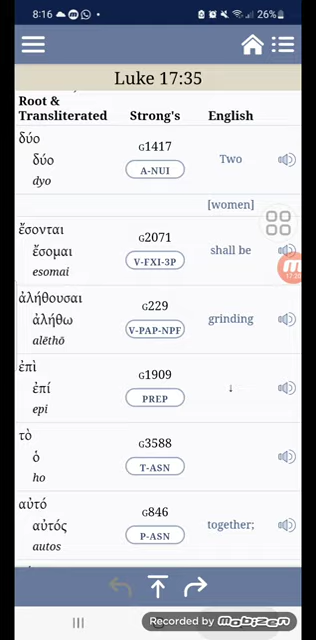 8:16
26%
Luke 17:35
Root &
Transliterated Strong's English
δύο
δύο
dyo
G1417
A-NUI
Two
[women]
ἔσονται
ἔσομαι
esomai
G2071
V-FXI-3P
shall be
ἀλήθουσαι
ἀλήθω
alēthō
G229
V-PAP-NPF
grinding
ἐπὶ
ἐπί
epi
G1909
PREP
↓
τὸ
ὁ
ho
G3588
T-ASN
αὐτό
αὐτός
autos
G846
P-ASN
together;
Recorded by mobizen